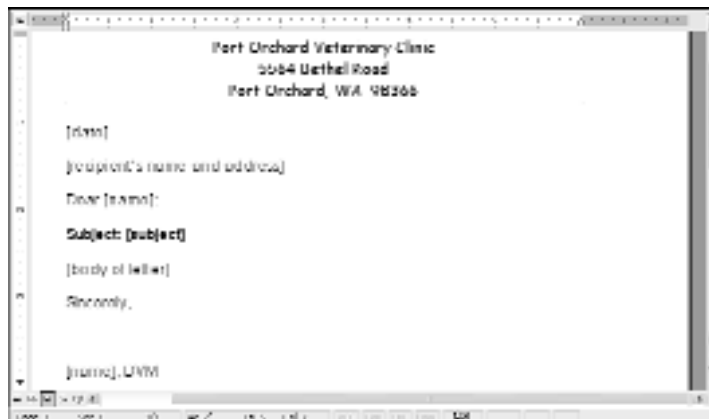 Port Orchard Veterinary Clinic
5564 Bethel Road
Port Orchard, WA 98366
[date]
[recipient's name and address]
Dear [name]:
Subject: [subject]
[body of letter]
Sincerely,
[name], DVM